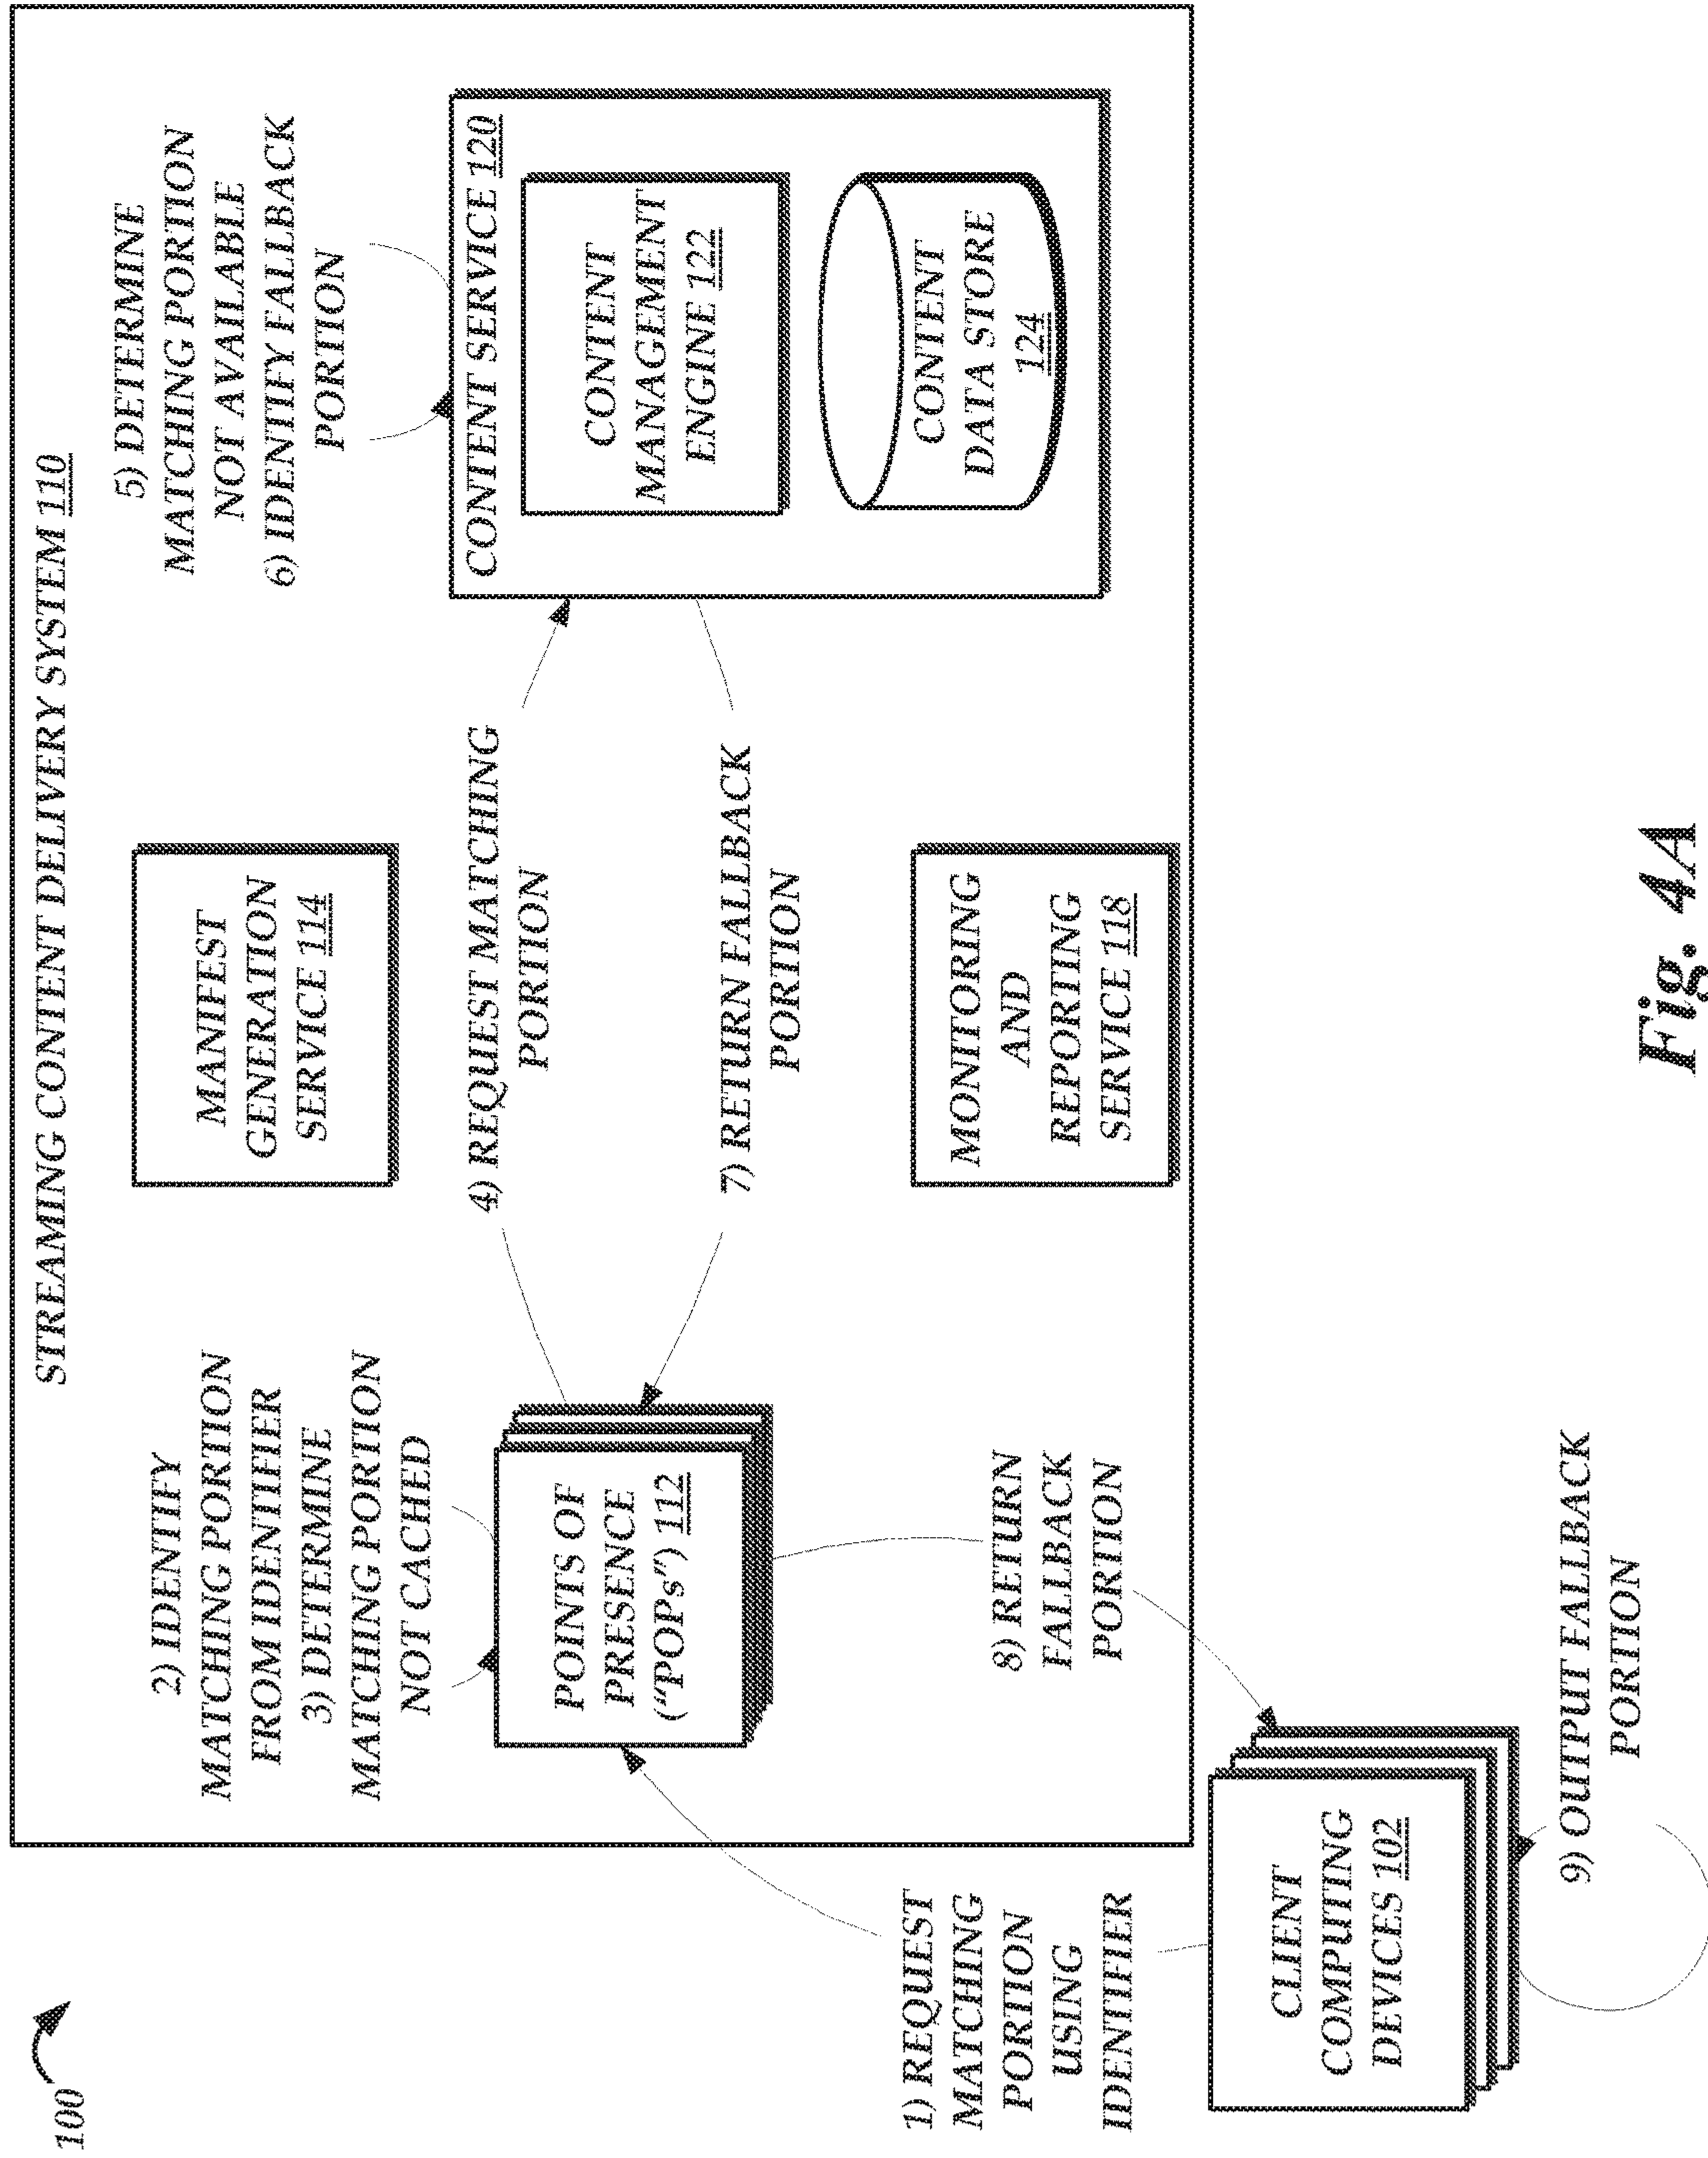 100
STREAMING CONTENT DELIVERY SYSTEM 110
2) IDENTIFY
MATCHING PORTION
FROM IDENTIFIER
3) DETERMINE
MATCHING PORTION
NOT CACHED
MANIFEST
GENERATION
SERVICE 114
5) DETERMINE
MATCHING PORTION
NOT AVAILABLE
6) IDENTIFY FALLBACK
PORTION
4) REQUEST MATCHING
PORTION
CONTENT SERVICE 120
CONTENT
MANAGEMENT
ENGINE 122
POINTS OF
PRESENCE
("POPs") 112
7) RETURN FALLBACK
PORTION
CONTENT
DATA STORE
124
1) REQUEST
MATCHING
PORTION
USING
IDENTIFIER
8) RETURN
FALLBACK
PORTION
MONITORING
AND
REPORTING
SERVICE 118
CLIENT
COMPUTING
DEVICES 102
9) OUTPUT FALLBACK
PORTION
Fig. 4A